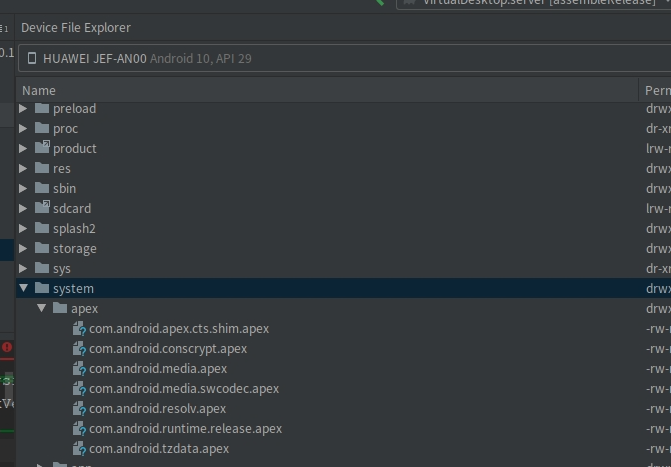 VirtualDesktop.server [assembleRelease]
Device File Explorer
HUAWEI JEF-AN00 Android 10, API 29
Name Perm
preload drwx
proc dr-x
product lrw-r
res drwx
sbin drwx
sdcard lrw-r
splash2 drwx
storage drwx
sys dr-x
system drwx
apex drwx
com.android.apex.cts.shim.apex -rw-r
com.android.conscrypt.apex -rw-r
com.android.media.apex -rw-r
com.android.media.swcodec.apex -rw-r
com.android.resolv.apex -rw-r
com.android.runtime.release.apex -rw-r
com.android.tzdata.apex -rw-r